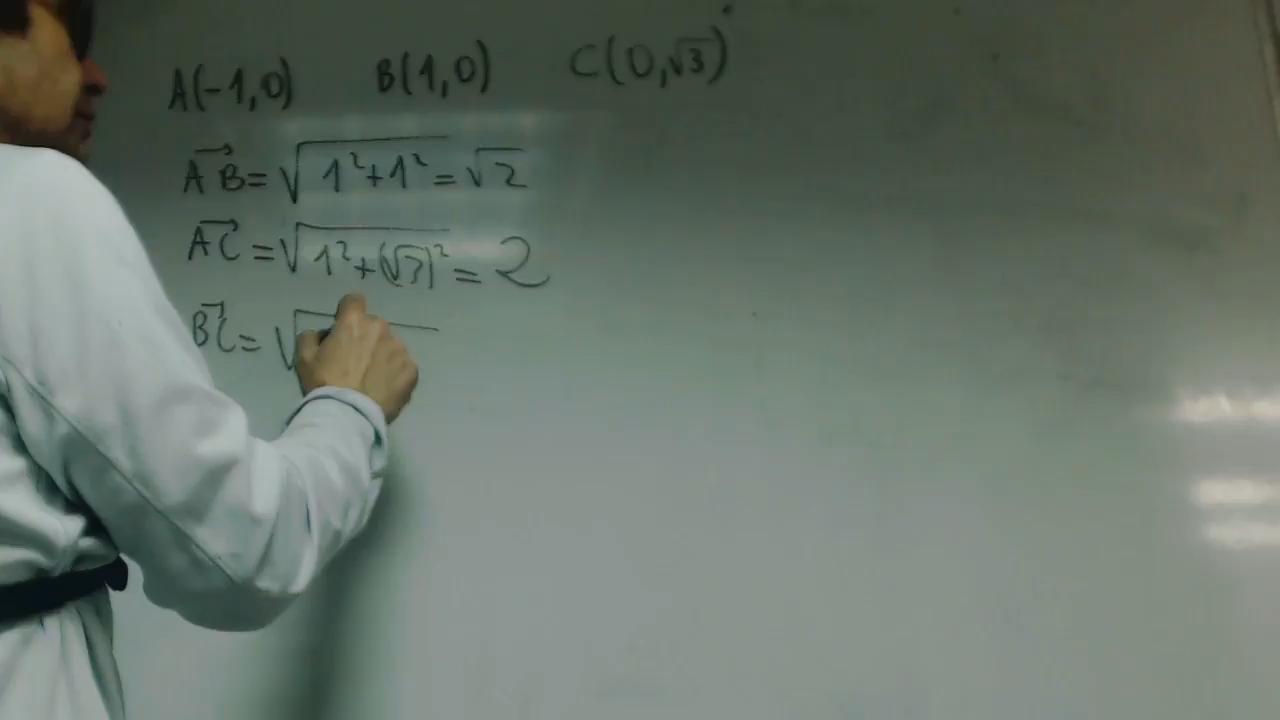 A(-1,0) B(1,0) C(0,√3)
AB⃗ = √(1²+1²) = √2
AC⃗ = √(1²+(√3)²) = 2
BC⃗ = √